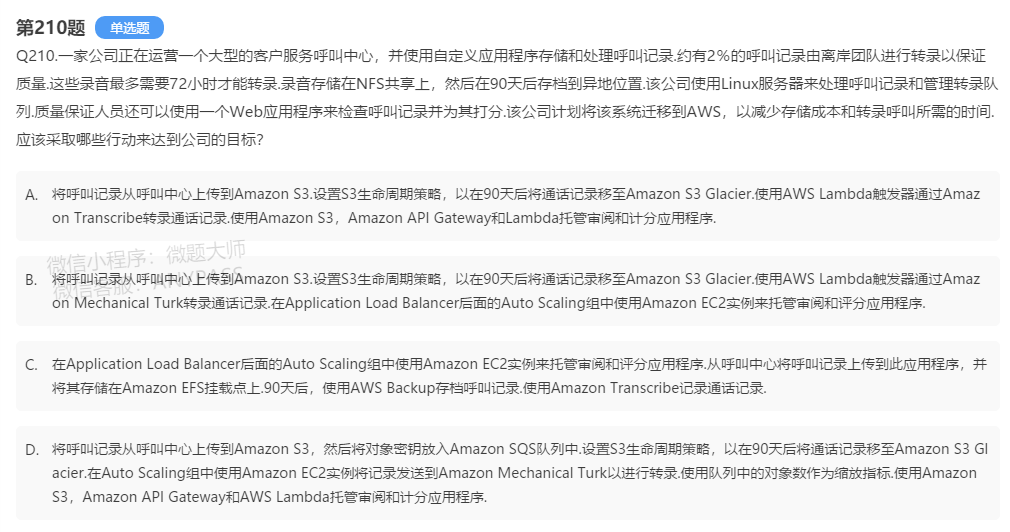 第210题 单选题
Q210.一家公司正在运营一个大型的客户服务呼叫中心，并使用自定义应用程序存储和处理呼叫记录.约有2％的呼叫记录由离岸团队进行转录以保证
质量.这些录音最多需要72小时才能转录.录音存储在NFS共享上，然后在90天后存档到异地位置.该公司使用Linux服务器来处理呼叫记录和管理转录队
列.质量保证人员还可以使用一个Web应用程序来检查呼叫记录并为其打分.该公司计划将该系统迁移到AWS，以减少存储成本和转录呼叫所需的时间.
应该采取哪些行动来达到公司的目标?
A. 将呼叫记录从呼叫中心上传到Amazon S3.设置S3生命周期策略，以在90天后将通话记录移至Amazon S3 Glacier.使用AWS Lambda触发器通过Amaz
on Transcribe转录通话记录.使用Amazon S3，Amazon API Gateway和Lambda托管审阅和计分应用程序.
微信小程序：微题大师
B. 将呼叫记录从呼叫中心上传到Amazon S3.设置S3生命周期策略，以在90天后将通话记录移至Amazon S3 Glacier.使用AWS Lambda触发器通过Amaz
微信客服：
on Mechanical Turk转录通话记录.在Application Load Balancer后面的Auto Scaling组中使用Amazon EC2实例来托管审阅和评分应用程序.
C. 在Application Load Balancer后面的Auto Scaling组中使用Amazon EC2实例来托管审阅和评分应用程序.从呼叫中心将呼叫记录上传到此应用程序，并
将其存储在Amazon EFS挂载点上.90天后，使用AWS Backup存档呼叫记录.使用Amazon Transcribe记录通话记录.
D. 将呼叫记录从呼叫中心上传到Amazon S3，然后将对象密钥放入Amazon SQS队列中.设置S3生命周期策略，以在90天后将通话记录移至Amazon S3 Gl
acier.在Auto Scaling组中使用Amazon EC2实例将记录发送到Amazon Mechanical Turk以进行转录.使用队列中的对象数作为缩放指标.使用Amazon
S3，Amazon API Gateway和AWS Lambda托管审阅和计分应用程序.